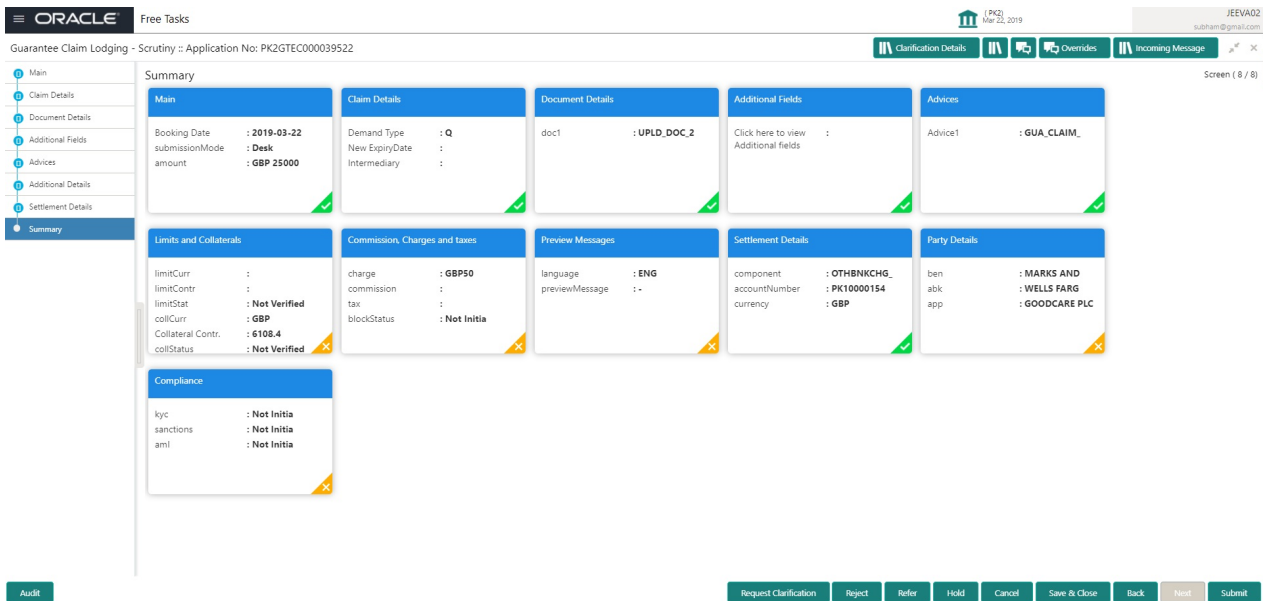 ORACLE
Free Tasks
( PK2)
Mar 22, 2019
JEEVA02
subham@gmail.com
Guarantee Claim Lodging - Scrutiny :: Application No: PK2GTEC000039522
Clarification Details
Overrides
Incoming Message
Main
Claim Details
Document Details
Additional Fields
Advices
Additional Details
Settlement Details
Summary
Summary
Screen ( 8 / 8)
Main
Booking Date : 2019-03-22
submissionMode : Desk
amount : GBP 25000
Claim Details
Demand Type : Q
New ExpiryDate :
Intermediary :
Document Details
doc1 : UPLD_DOC_2
Additional Fields
Click here to view :
Additional fields
Advices
Advice1 : GUA_CLAIM_
Limits and Collaterals
limitCurr :
limitContr :
limitStat : Not Verified
collCurr : GBP
Collateral Contr. : 6108.4
collStatus : Not Verified
Commission, Charges and taxes
charge : GBP50
commission :
tax :
blockStatus : Not Initia
Preview Messages
language : ENG
previewMessage : -
Settlement Details
component : OTHBNKCHG_
accountNumber : PK10000154
currency : GBP
Party Details
ben : MARKS AND
abk : WELLS FARG
app : GOODCARE PLC
Compliance
kyc : Not Initia
sanctions : Not Initia
aml : Not Initia
Audit
Request Clarification
Reject
Refer
Hold
Cancel
Save & Close
Back
Next
Submit